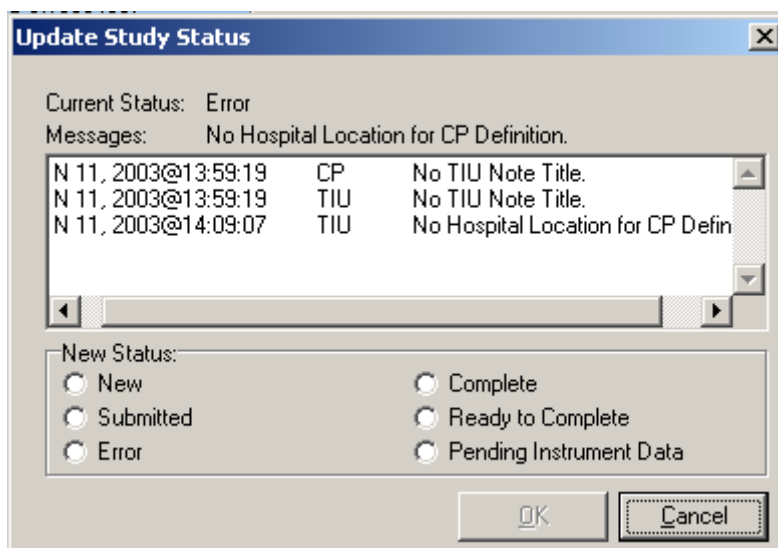 Update Study Status
Current Status: Error
Messages: No Hospital Location for CP Definition.
N 11, 2003@13:59:19 CP No TIU Note Title.
N 11, 2003@13:59:19 TIU No TIU Note Title.
N 11, 2003@14:09:07 TIU No Hospital Location for CP Defin
New Status:
New Complete
Submitted Ready to Complete
Error Pending Instrument Data
OK Cancel